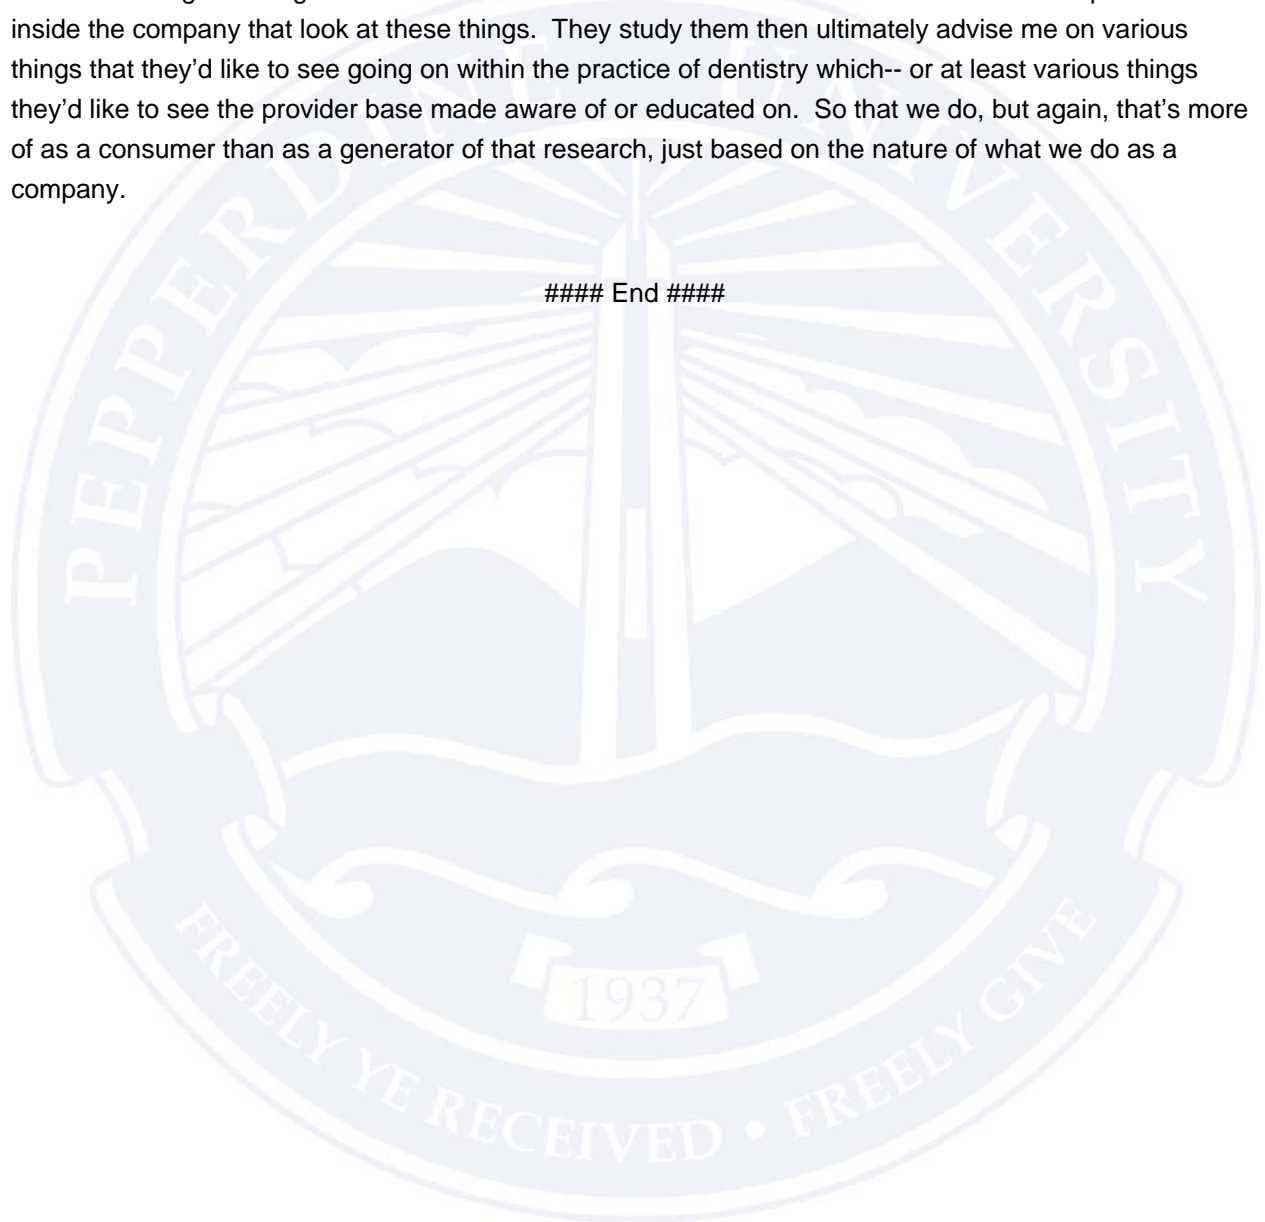 inside the company that look at these things.  They study them then ultimately advise me on various
things that they’d like to see going on within the practice of dentistry which-- or at least various things
they’d like to see the provider base made aware of or educated on.  So that we do, but again, that’s more
of as a consumer than as a generator of that research, just based on the nature of what we do as a
company.
#### End ####
PEPPERDINE UNIVERSITY
1937
FREELY YE RECEIVED • FREELY GIVE